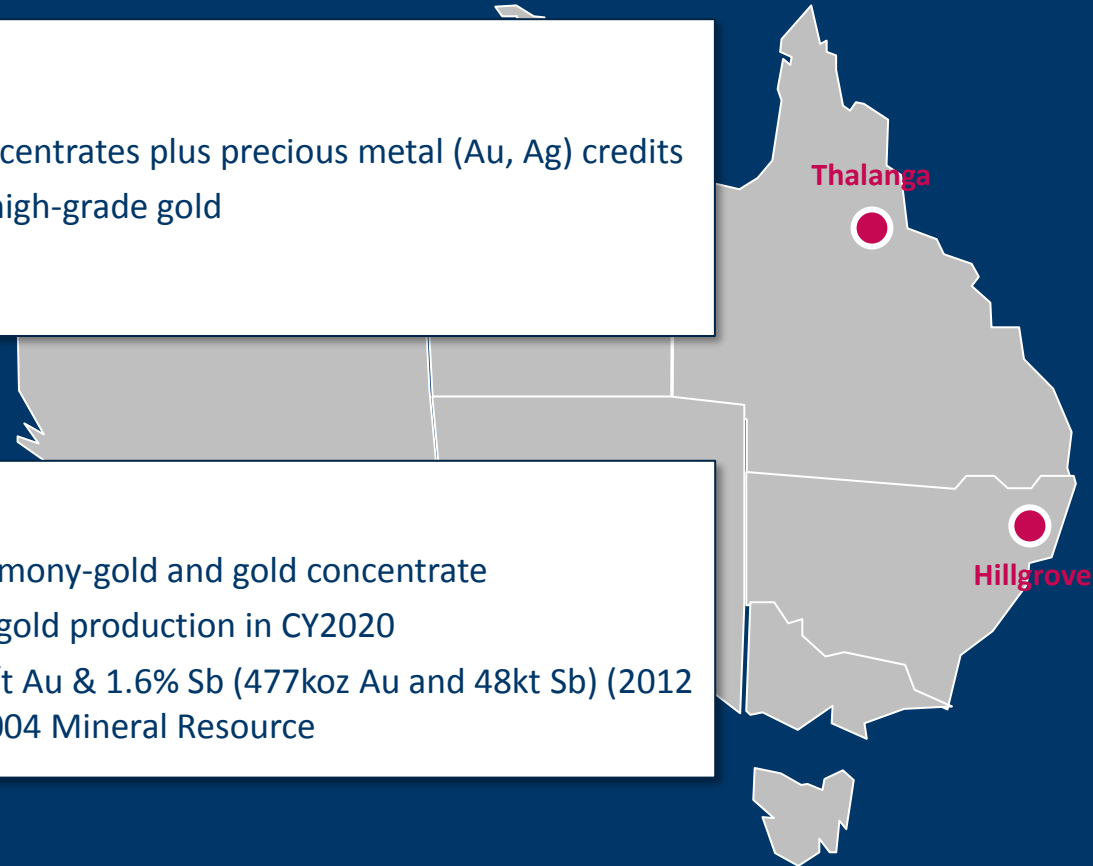 centrates plus precious metal (Au, Ag) credits
high-grade gold
Thalanga
mony-gold and gold concentrate
gold production in CY2020
t Au & 1.6% Sb (477koz Au and 48kt Sb) (2012
004 Mineral Resource
Hillgrove